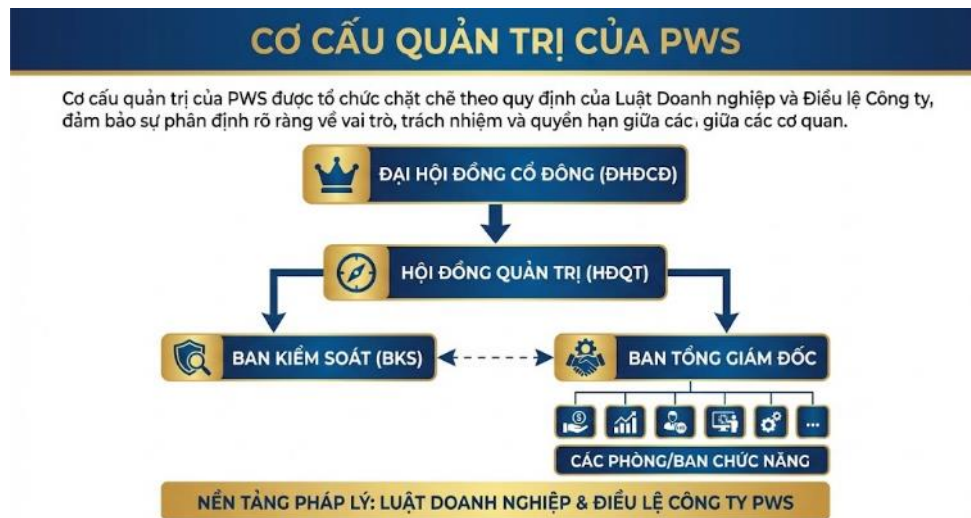 CƠ CẤU QUẢN TRỊ CỦA PWS
Cơ cấu quản trị của PWS được tổ chức chặt chẽ theo quy định của Luật Doanh nghiệp và Điều lệ Công ty,
đảm bảo sự phân định rõ ràng về vai trò, trách nhiệm và quyền hạn giữa các, giữa các cơ quan.
ĐẠI HỘI ĐỒNG CỔ ĐÔNG (ĐHĐCĐ)
HỘI ĐỒNG QUẢN TRỊ (HĐQT)
BAN KIỂM SOÁT (BKS)
BAN TỔNG GIÁM ĐỐC
CÁC PHÒNG/BAN CHỨC NĂNG
NỀN TẢNG PHÁP LÝ: LUẬT DOANH NGHIỆP & ĐIỀU LỆ CÔNG TY PWS